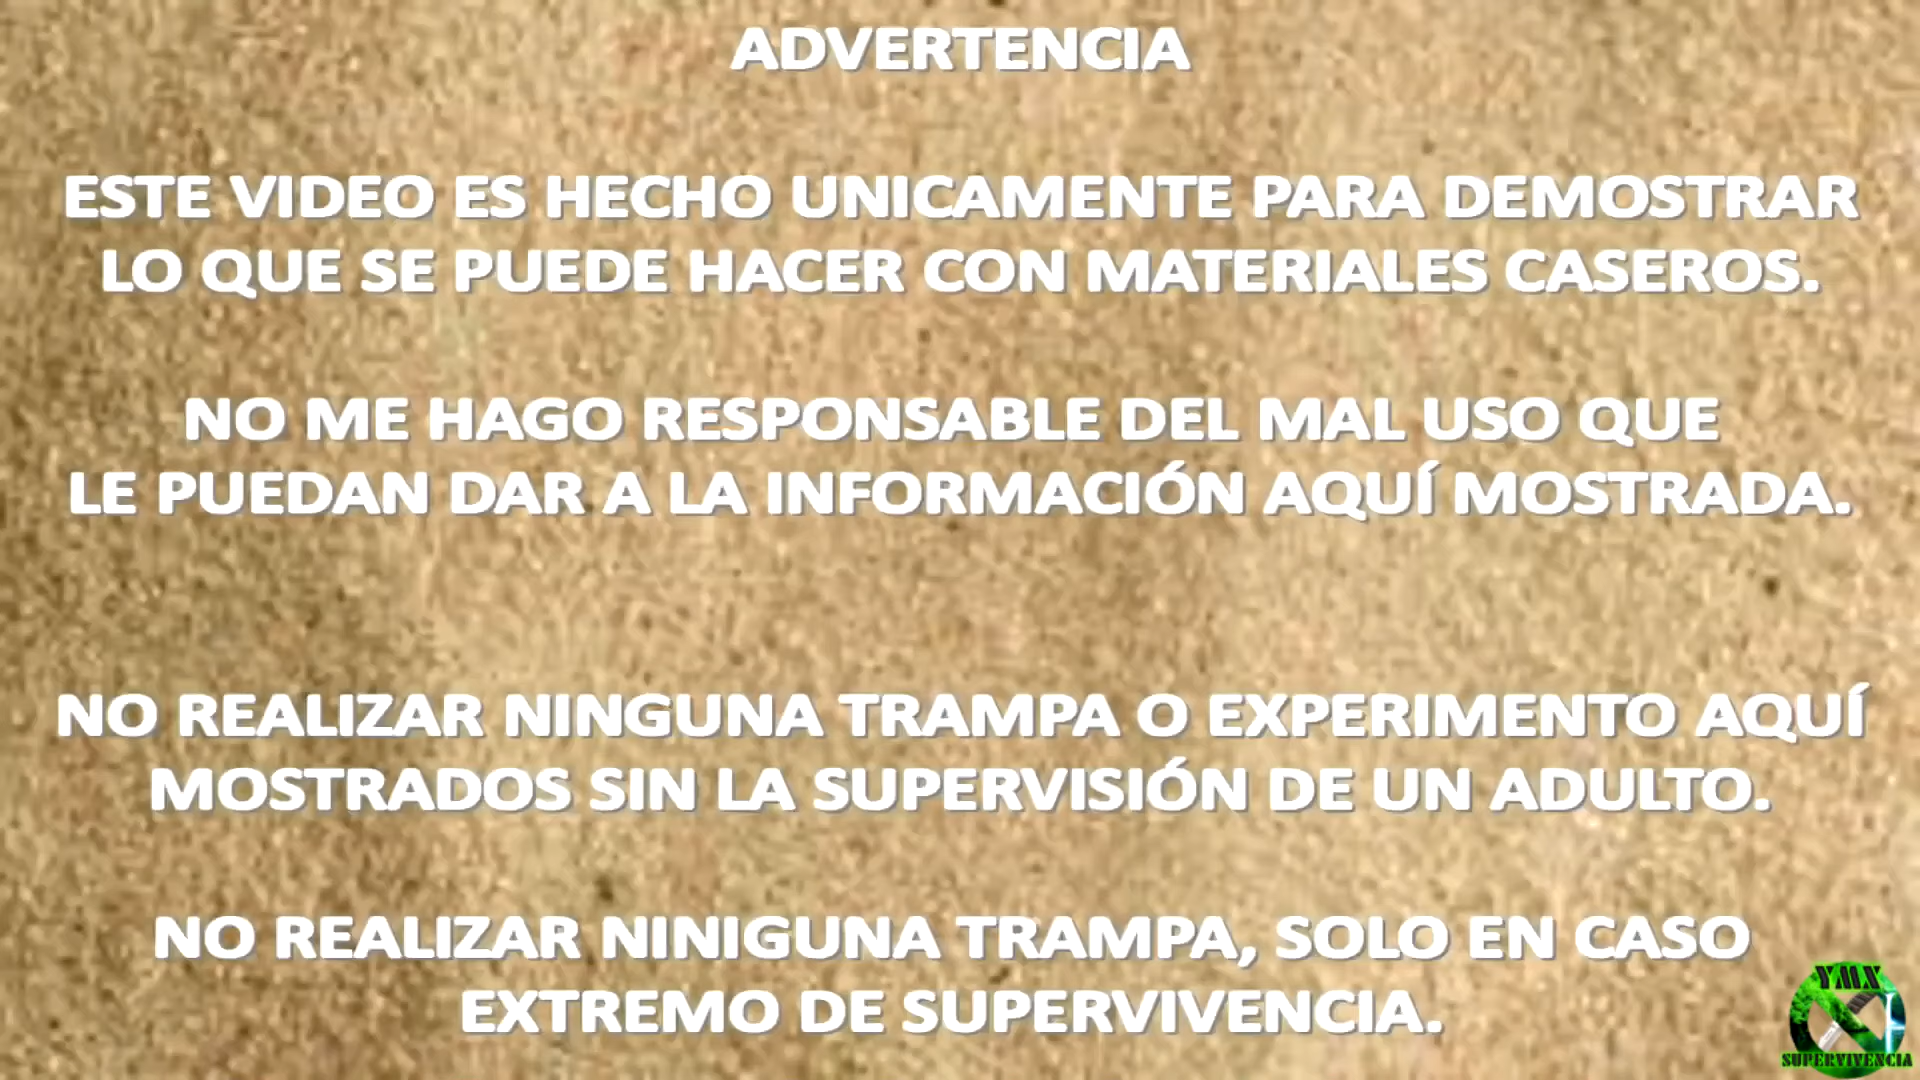 ADVERTENCIA
ESTE VIDEO ES HECHO UNICAMENTE PARA DEMOSTRAR
LO QUE SE PUEDE HACER CON MATERIALES CASEROS.
NO ME HAGO RESPONSABLE DEL MAL USO QUE
LE PUEDAN DAR A LA INFORMACIÓN AQUÍ MOSTRADA.
NO REALIZAR NINGUNA TRAMPA O EXPERIMENTO AQUÍ
MOSTRADOS SIN LA SUPERVISIÓN DE UN ADULTO.
NO REALIZAR NINIGUNA TRAMPA, SOLO EN CASO
EXTREMO DE SUPERVIVENCIA.
YMX
SUPERVIVENCIA